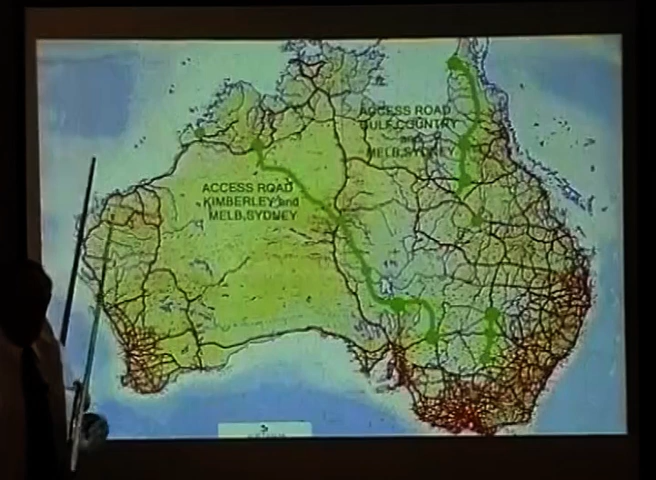 ACCESS ROAD
GULF COUNTRY
MELB,SYDNEY
ACCESS ROAD
KIMBERLEY and
MELB,SYDNEY